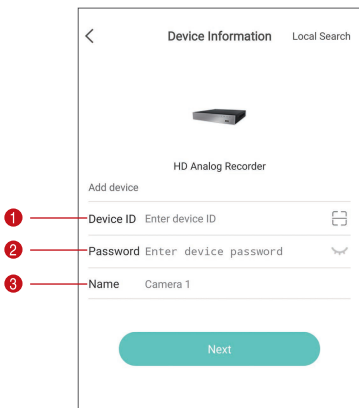 Device Information Local Search
HD Analog Recorder
Add device
1 Device ID Enter device ID
2 Password Enter device password
3 Name Camera 1
Next